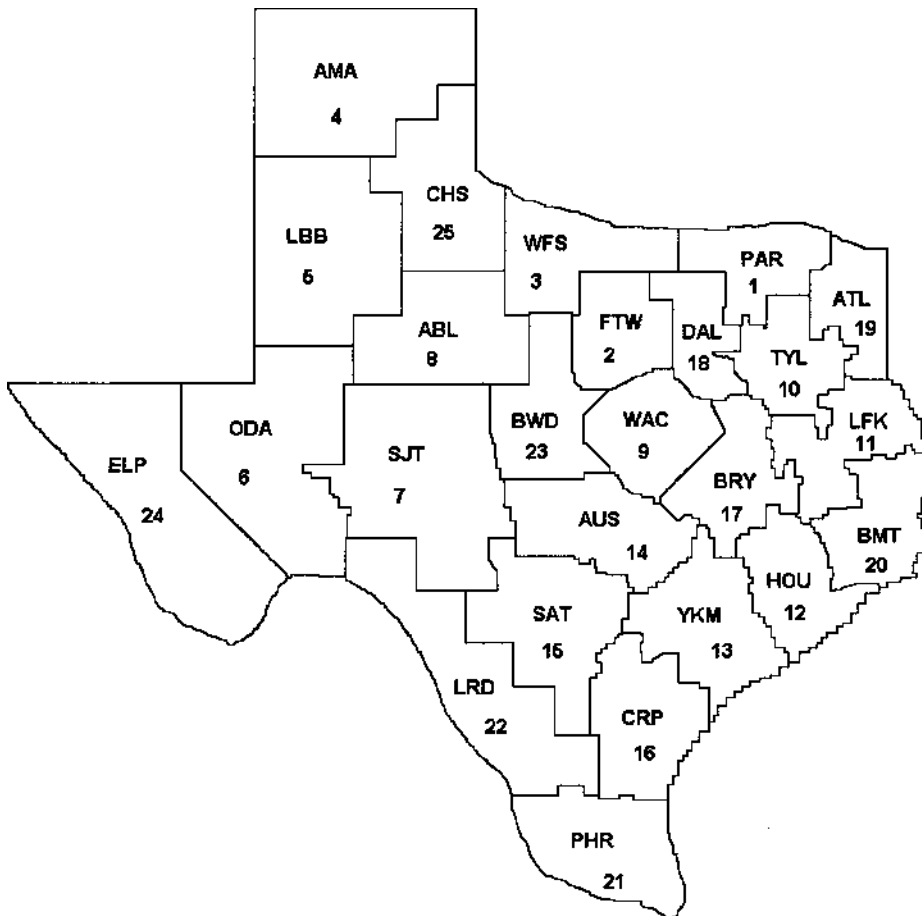 AMA
4
CHS
25
LBB
5
WFS
3
PAR
1
ATL
19
FTW
2
DAL
18
ABL
8
TYL
10
ODA
6
SJT
7
BWD
23
WAC
9
LFK
11
ELP
24
BRY
17
AUS
14
BMT
20
HOU
12
SAT
15
YKM
13
LRD
22
CRP
16
PHR
21